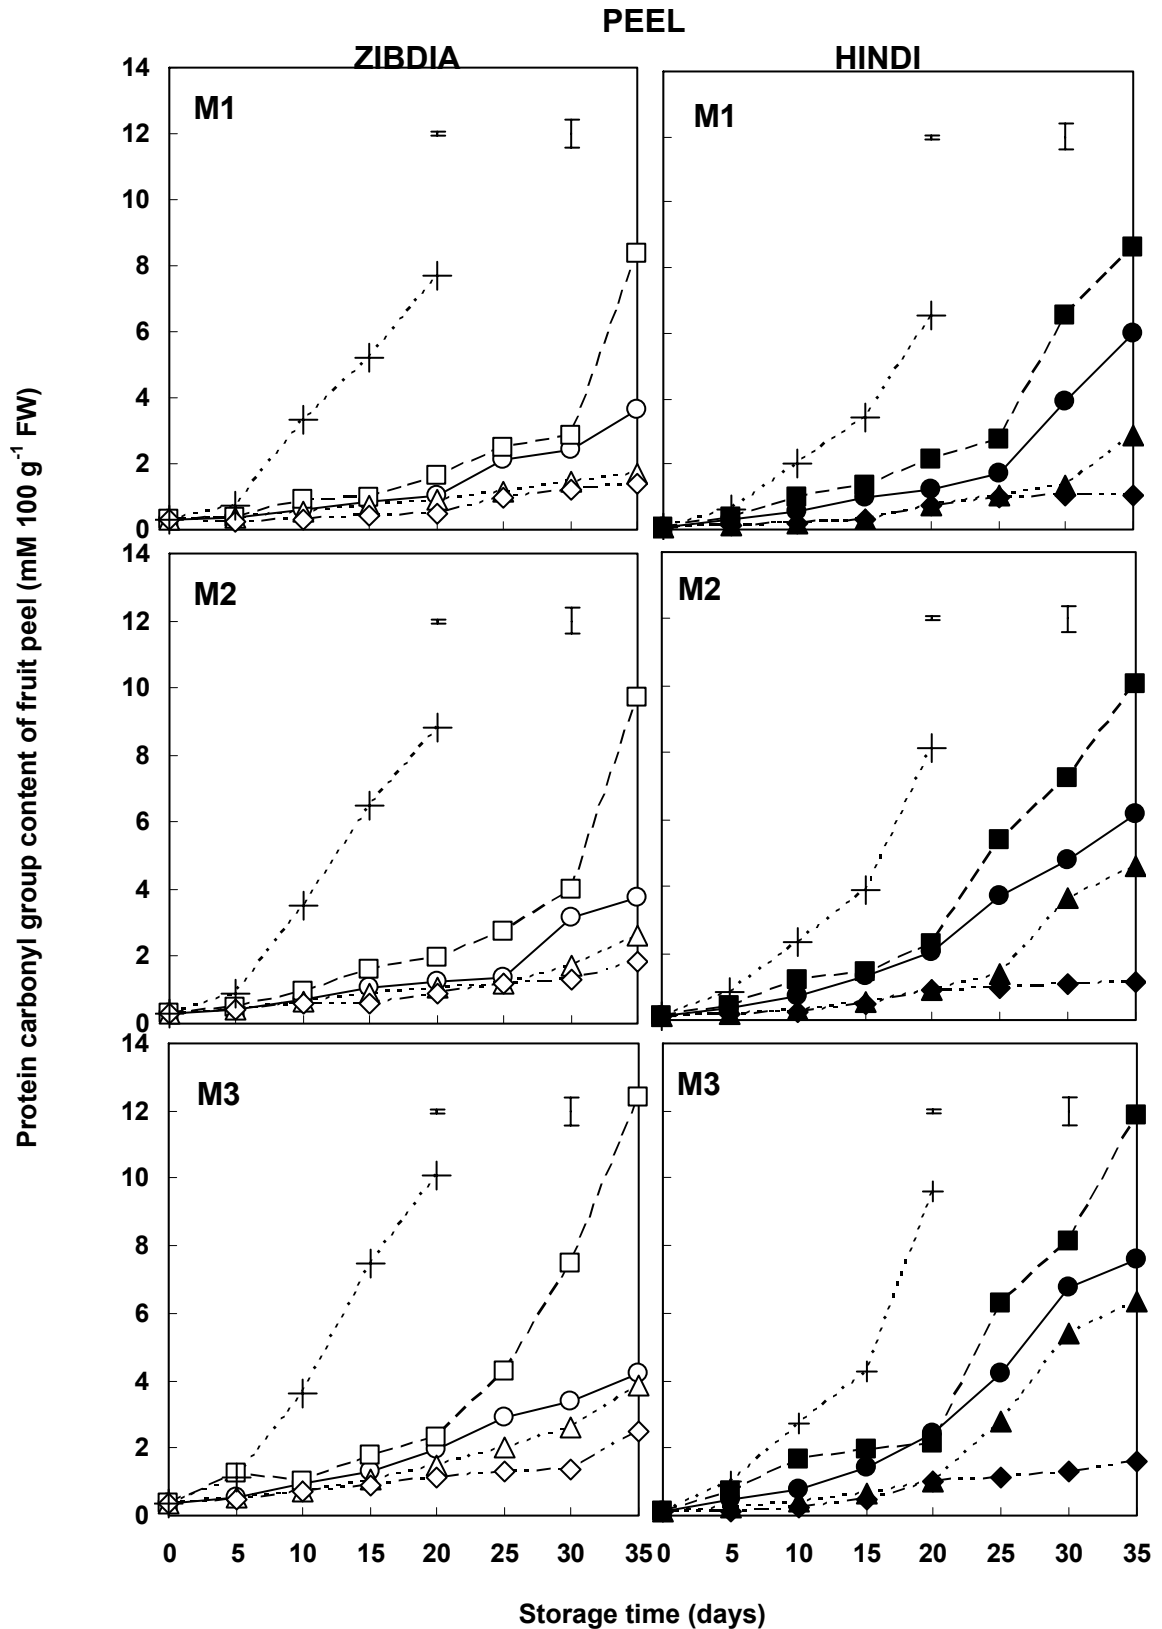 PEEL
ZIBDIA
HINDI
14
12
10
8
6
4
2
0
M1
M1
14
12
10
8
6
4
2
0
M2
M2
14
12
10
8
6
4
2
0
M3
M3
0 5 10 15 20 25 30 35 0 5 10 15 20 25 30 35
Storage time (days)
Protein carbonyl group content of fruit peel (mM 100 g-1 FW)